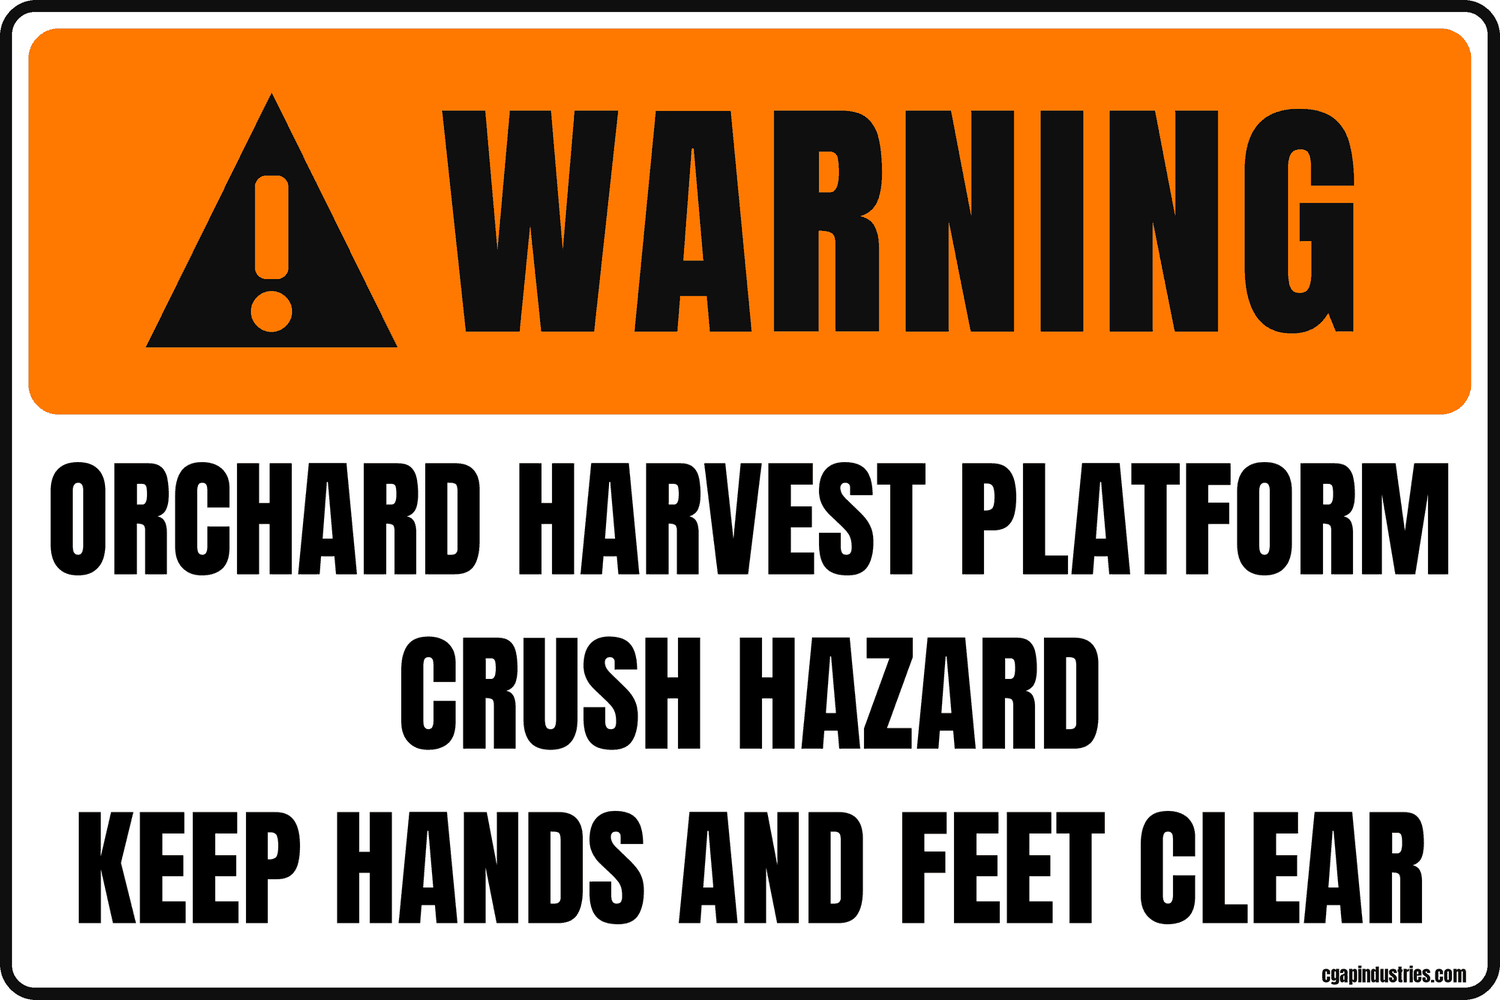 WARNING
ORCHARD HARVEST PLATFORM
CRUSH HAZARD
KEEP HANDS AND FEET CLEAR
cgapindustries.com